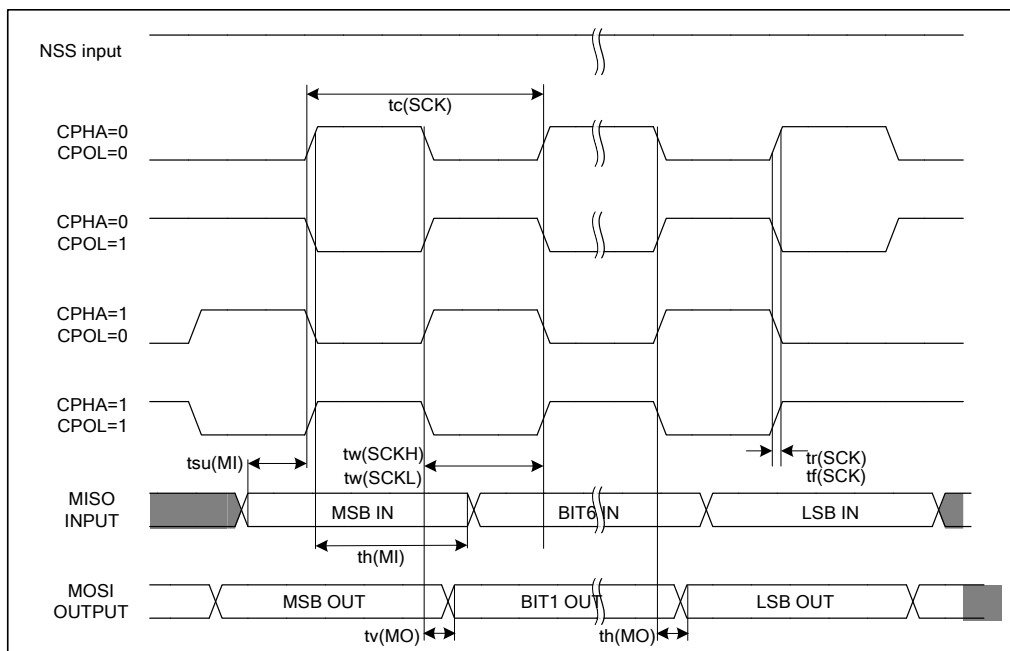 NSS input
tc(SCK)
CPHA=0
CPOL=0
CPHA=0
CPOL=1
CPHA=1
CPOL=0
CPHA=1
CPOL=1
tsu(MI)
tw(SCKH)
tw(SCKL)
tr(SCK)
tf(SCK)
MISO
INPUT
MSB IN
BIT6 IN
LSB IN
th(MI)
MOSI
OUTPUT
MSB OUT
BIT1 OUT
LSB OUT
tv(MO)
th(MO)